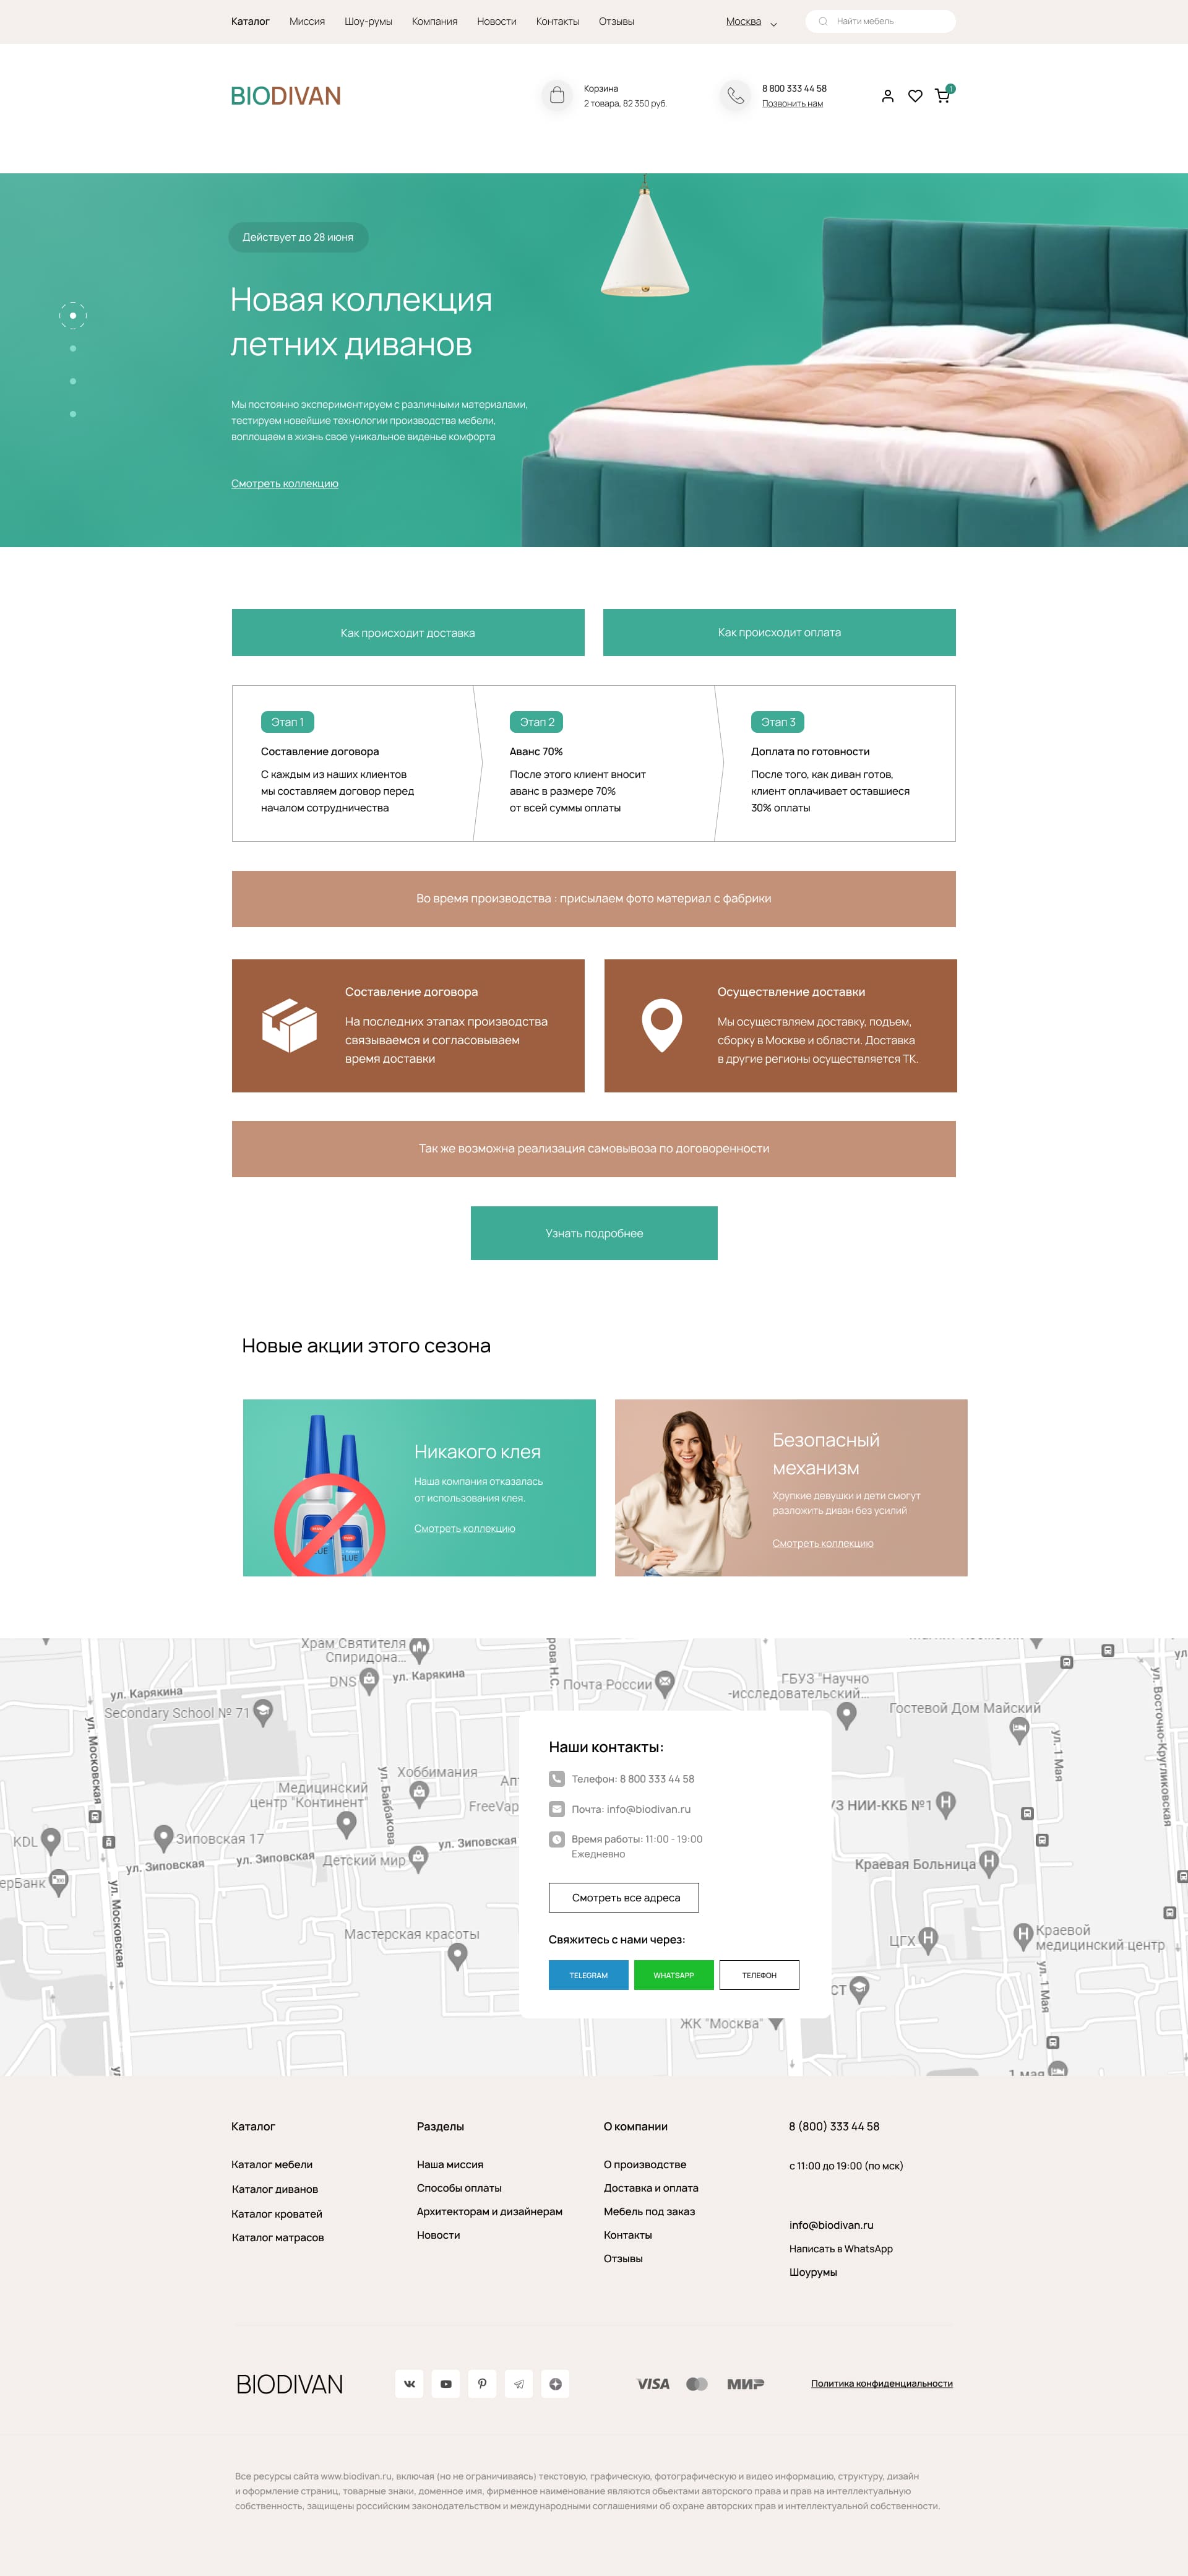 Каталог Миссия Шоу-румы Компания Новости Контакты Отзывы Москва Найти мебель
BIODIVAN
Корзина
2 товара, 82 350 руб.
8 800 333 44 58
Позвонить нам
1
Действует до 28 июня
Новая коллекция
летних диванов
Мы постоянно экспериментируем с различными материалами,
тестируем новейшие технологии производства мебели,
воплощаем в жизнь свое уникальное виденье комфорта
Смотреть коллекцию
Как происходит доставка
Как происходит оплата
Этап 1
Составление договора
С каждым из наших клиентов
мы составляем договор перед
началом сотрудничества
Этап 2
Аванс 70%
После этого клиент вносит
аванс в размере 70%
от всей суммы оплаты
Этап 3
Доплата по готовности
После того, как диван готов,
клиент оплачивает оставшиеся
30% оплаты
Во время производства : присылаем фото материал с фабрики
Составление договора
На последних этапах производства
связываемся и согласовываем
время доставки
Осуществление доставки
Мы осуществляем доставку, подъем,
сборку в Москве и области. Доставка
в другие регионы осуществляется ТК.
Так же возможна реализация самовывоза по договоренности
Узнать подробнее
Новые акции этого сезона
Никакого клея
Наша компания отказалась
от использования клея.
Смотреть коллекцию
GLUE
Безопасный
механизм
Хрупкие девушки и дети смогут
разложить диван без усилий
Смотреть коллекцию
Храм Святителя
Спиридона...
DNS
ул. Карякина
ул. Карякина
Secondary School № 71
ул. Московская
рова Н.С.
Почта России
ГБУЗ "Научно
-исследовательский...
Гостевой Дом Майский
ул. 1 Мая
ул. Восточно-Кругликовская
Хоббимания
Медицинский
центр "Континент"
ул. Байбакова
Апт
FreeVap
УЗ НИИ-ККБ №1
KDL
Зиповская 17
ул. Зиповская
ул. Зиповская
ул. Зиповская
Детский мир
Краевая Больница
ерБанк
ул. Московская
Мастерская красоты
ЦГХ
Краевой
медицинский центр
ул. 1 Мая
ст
ЖК "Москва"
1 мая
ул
Наши контакты:
Телефон: 8 800 333 44 58
Почта: info@biodivan.ru
Время работы: 11:00 - 19:00
Ежедневно
Смотреть все адреса
Свяжитесь с нами через:
TELEGRAM
WHATSAPP
ТЕЛЕФОН
Каталог
Каталог мебели
Каталог диванов
Каталог кроватей
Каталог матрасов
Разделы
Наша миссия
Способы оплаты
Архитекторам и дизайнерам
Новости
О компании
О производстве
Доставка и оплата
Мебель под заказ
Контакты
Отзывы
8 (800) 333 44 58
с 11:00 до 19:00 (по мск)
info@biodivan.ru
Написать в WhatsApp
Шоурумы
BIODIVAN
VISA
МИР
Политика конфиденциальности
Все ресурсы сайта www.biodivan.ru, включая (но не ограничиваясь) текстовую, графическую, фотографическую и видео информацию, структуру, дизайн
и оформление страниц, товарные знаки, доменное имя, фирменное наименование являются объектами авторского права и прав на интеллектуальную
собственность, защищены российским законодательством и международными соглашениями об охране авторских прав и интеллектуальной собственности.